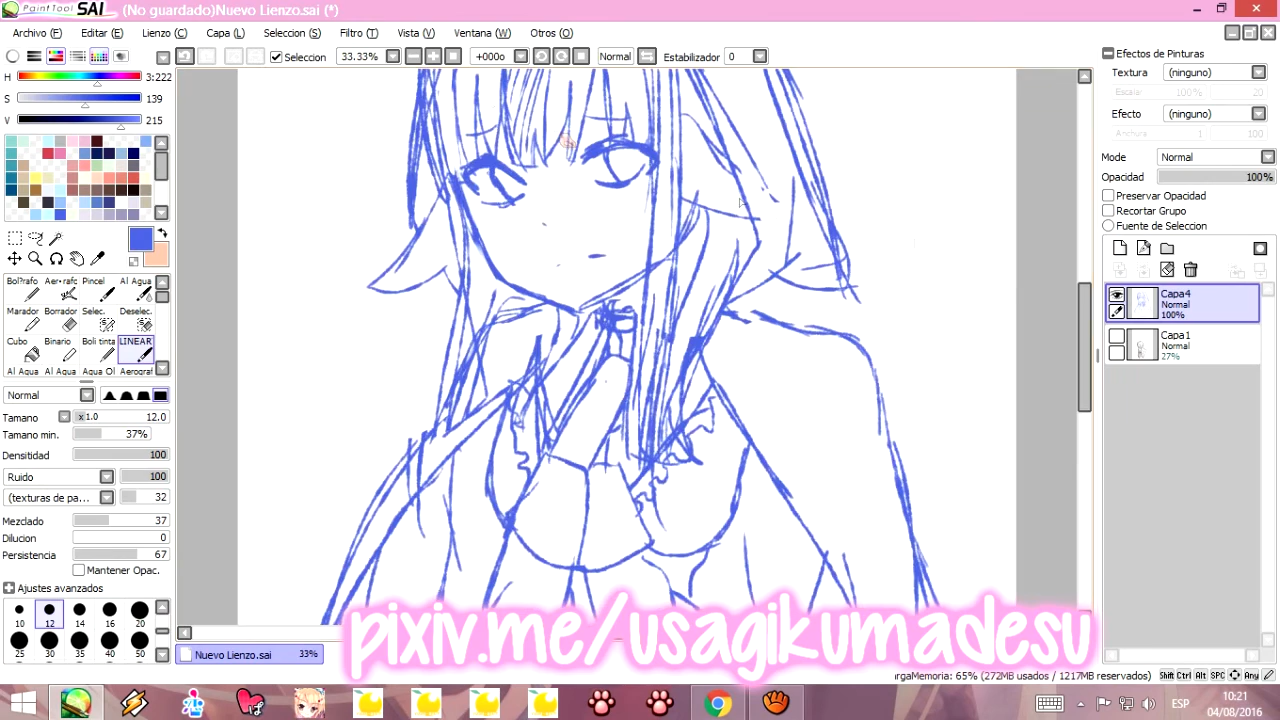 PaintTool SAI (No guardado)Nuevo Lienzo.sai (*)
Archivo (F) Editar (E) Lienzo (C) Capa (L) Seleccion (S) Filtro (T) Vista (V) Ventana (W) Otros (O)
Seleccion 33.33% +000o Normal Estabilizador 0
H 3:222
S 139
V 215
Bol?rafo Aer•rafo Pincel Al Agua
Marador Borrador Selec. Deselec.
Cubo Binario Boli tinta LINEAR
Al Agua Al Agua Agua Ol Aerograf
Normal
Tamano x1.0 12.0
Tamano min. 37%
Densidad 100
Ruido 100
(texturas de pa... 32
Mezclado 37
Dilucion 0
Persistencia 67
Mantener Opac.
Ajustes avanzados
10 12 14 16 20
25 30 35 40 50
Efectos de Pinturas
Textura (ninguno)
Escalar 100% 20
Efecto (ninguno)
Anchura 1 100
Mode Normal
Opacidad 100%
Preservar Opacidad
Recortar Grupo
Fuente de Seleccion
Capa4
Normal
100%
Capa1
Normal
27%
pixiv.me/usagikumadesu
Nuevo Lienzo.sai 33%
rgaMemoria: 65% (272MB usados / 1217MB reservados) Shift Ctrl Alt SPC Any
ESP
10:21
04/08/2016